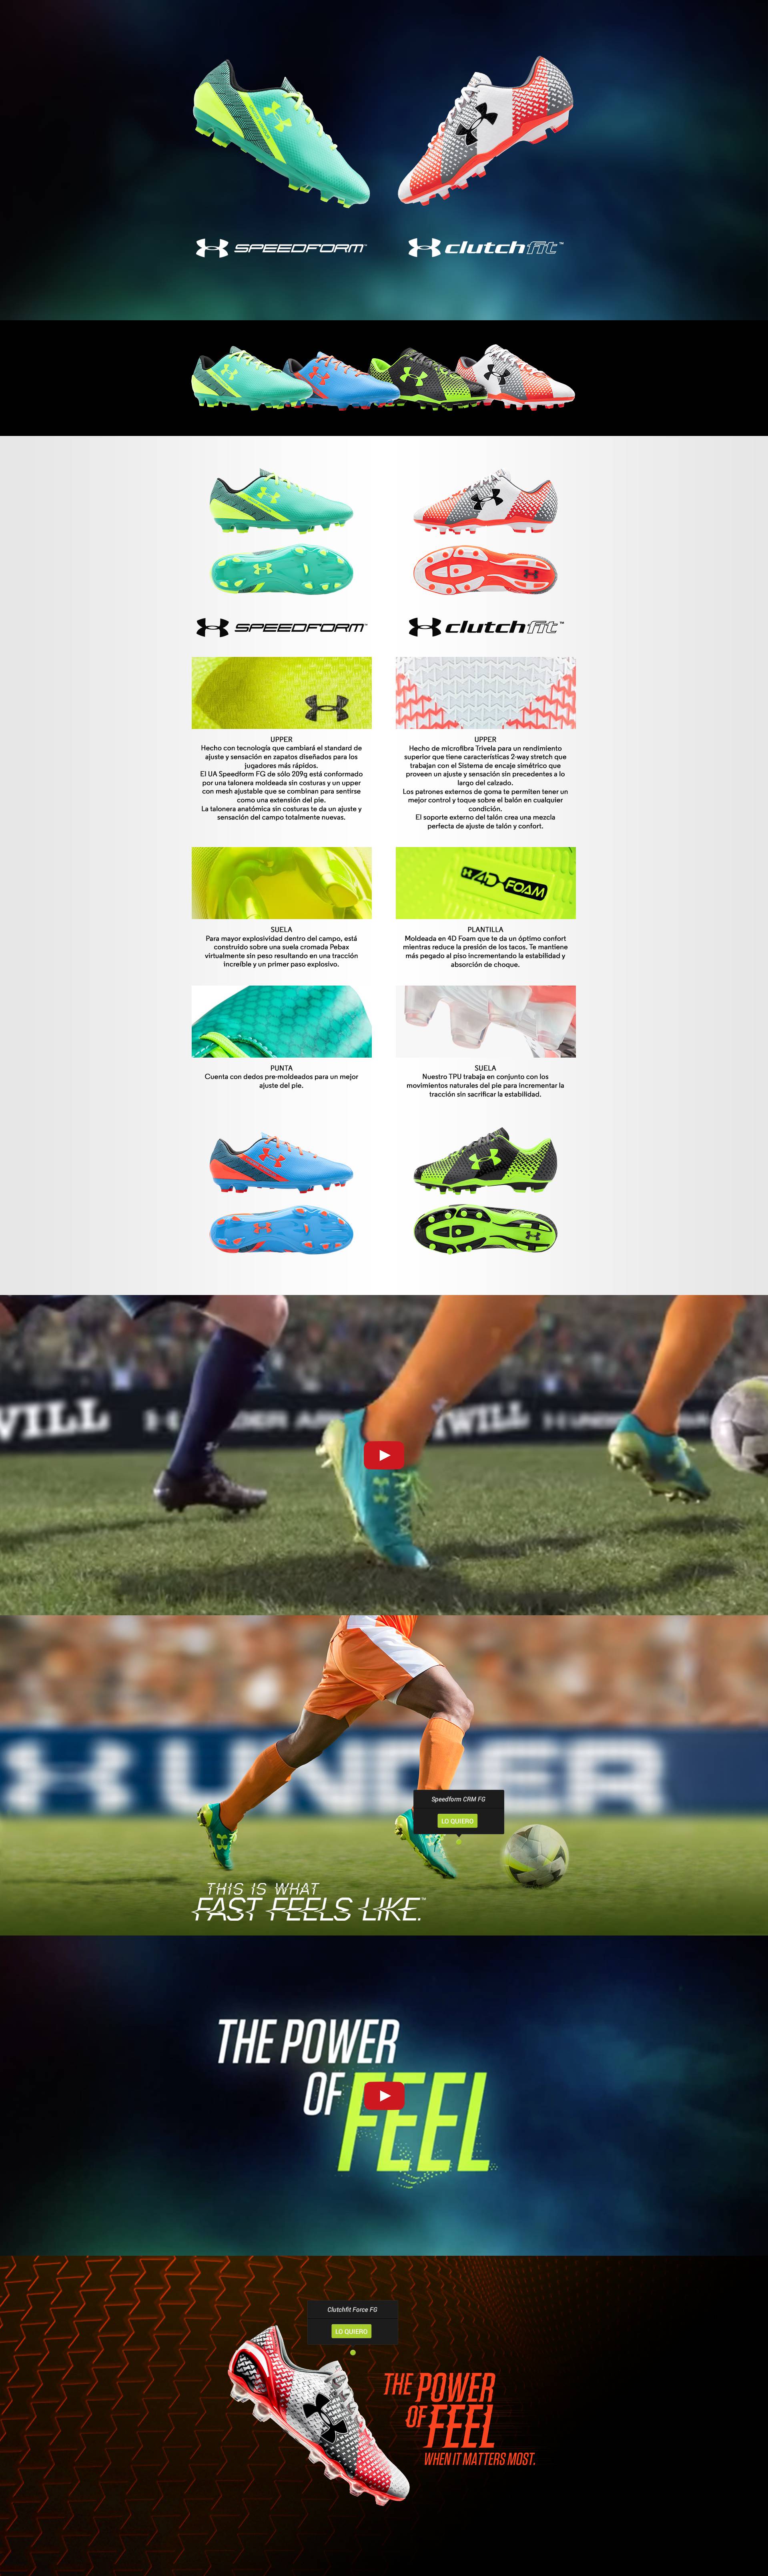 SPEEDFORM™
clutchfit™
SPEEDFORM™
clutchfit™
UPPER
Hecho con tecnología que cambiará el standard de
ajuste y sensación en zapatos diseñados para los
jugadores más rápidos.
El UA Speedform FG de sólo 209g está conformado
por una talonera moldeada sin costuras y un upper
con mesh ajustable que se combinan para sentirse
como una extensión del pie.
La talonera anatómica sin costuras te da un ajuste y
sensación del campo totalmente nuevas.
UPPER
Hecho de microfibra Trivela para un rendimiento
superior que tiene características 2-way stretch que
trabajan con el Sistema de encaje simétrico que
proveen un ajuste y sensación sin precedentes a lo
largo del calzado.
Los patrones externos de goma te permiten tener un
mejor control y toque sobre el balón en cualquier
condición.
El soporte externo del talón crea una mezcla
perfecta de ajuste de talón y confort.
4D FOAM
SUELA
Para mayor explosividad dentro del campo, está
construido sobre una suela cromada Pebax
virtualmente sin peso resultando en una tracción
increíble y un primer paso explosivo.
PLANTILLA
Moldeada en 4D Foam que te da un óptimo confort
mientras reduce la presión de los tacos. Te mantiene
más pegado al piso incrementando la estabilidad y
absorción de choque.
PUNTA
Cuenta con dedos pre-moldeados para un mejor
ajuste del pie.
SUELA
Nuestro TPU trabaja en conjunto con los
movimientos naturales del pie para incrementar la
tracción sin sacrificar la estabilidad.
WILL
UNDER
Speedform CRM FG
LO QUIERO
THIS IS WHAT
FAST FEELS LIKE.™
THE POWER
OF FEEL
Clutchfit Force FG
LO QUIERO
THE POWER
OF FEEL
WHEN IT MATTERS MOST.